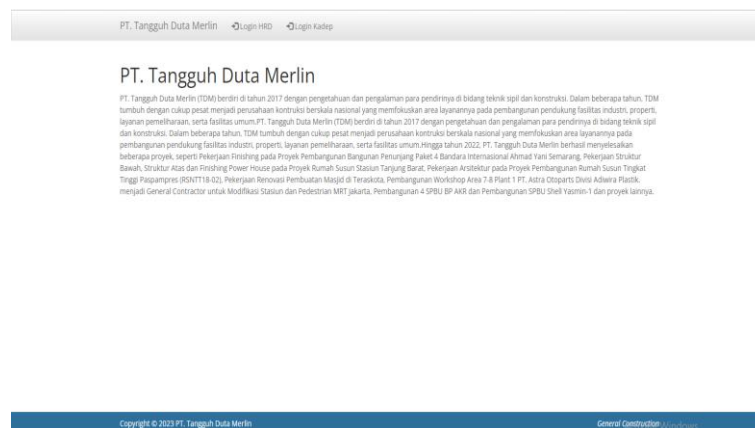 PT. Tangguh Duta Merlin Login HRD Login Kadep
PT. Tangguh Duta Merlin
PT. Tangguh Duta Merlin (TDM) berdiri di tahun 2017 dengan pengetahuan dan pengalaman para pendirinya di bidang teknik sipil dan konstruksi. Dalam beberapa tahun, TDM
tumbuh dengan cukup pesat menjadi perusahaan kontruksi berskala nasional yang memfokuskan area layanannya pada pembangunan pendukung fasilitas industri, properti,
layanan pemeliharaan, serta fasilitas umum.PT. Tangguh Duta Merlin (TDM) berdiri di tahun 2017 dengan pengetahuan dan pengalaman para pendirinya di bidang teknik sipil
dan konstruksi. Dalam beberapa tahun, TDM tumbuh dengan cukup pesat menjadi perusahaan kontruksi berskala nasional yang memfokuskan area layanannya pada
pembangunan pendukung fasilitas industri, properti, layanan pemeliharaan, serta fasilitas umum.Hingga tahun 2022, PT. Tangguh Duta Merlin berhasil menyelesaikan
beberapa proyek, seperti Pekerjaan Finishing pada Proyek Pembangunan Bangunan Penunjang Paket 4 Bandara Internasional Ahmad Yani Semarang, Pekerjaan Struktur
Bawah, Struktur Atas dan Finishing Power House pada Proyek Rumah Susun Stasiun Tanjung Barat, Pekerjaan Arsitektur pada Proyek Pembangunan Rumah Susun Tingkat
Tinggi Paspampres (RSNTT18-02), Pekerjaan Renovasi Pembuatan Masjid di Teraskota, Pembangunan Workshop Area 7-8 Plant 1 PT. Astra Otoparts Divisi Adiwira Plastik,
menjadi General Contractor untuk Modifikasi Stasiun dan Pedestrian MRT Jakarta, Pembangunan 4 SPBU BP AKR dan Pembangunan SPBU Shell Yasmin-1 dan proyek lainnya.
Copyright © 2023 PT. Tangguh Duta Merlin General Construction Windows